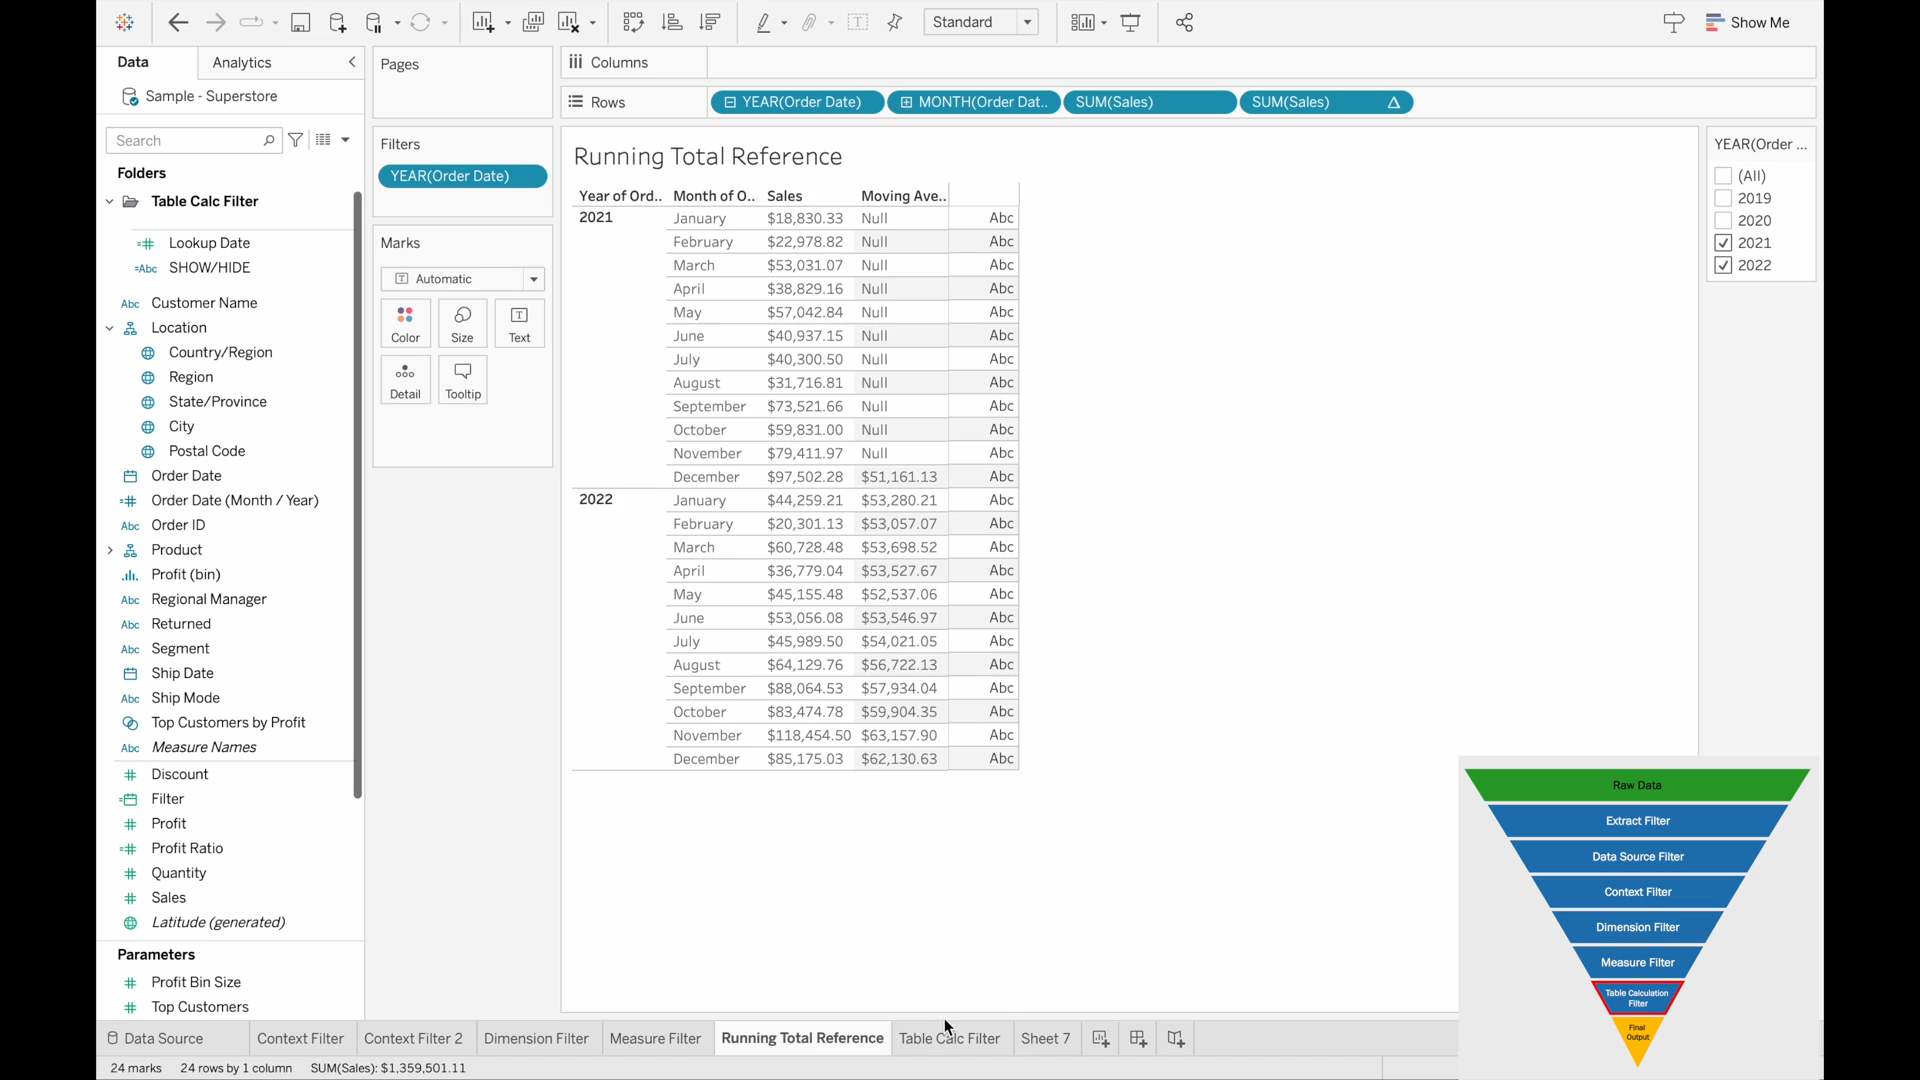 Standard
Show Me
Data
Analytics
Sample - Superstore
Search
Folders
Table Calc Filter
Lookup Date
=Abc SHOW/HIDE
Abc Customer Name
Location
Country/Region
Region
State/Province
City
Postal Code
Order Date
Order Date (Month / Year)
Abc Order ID
Product
Profit (bin)
Abc Regional Manager
Abc Returned
Abc Segment
Ship Date
Abc Ship Mode
Top Customers by Profit
Abc Measure Names
Discount
Filter
Profit
Profit Ratio
Quantity
Sales
Latitude (generated)
Parameters
Profit Bin Size
Top Customers
Pages
Filters
YEAR(Order Date)
Marks
Automatic
Color
Size
Text
Detail
Tooltip
Columns
Rows
YEAR(Order Date)
MONTH(Order Dat..
SUM(Sales)
SUM(Sales)
Running Total Reference
Year of Ord.. Month of O.. Sales Moving Ave..
2021 January $18,830.33 Null Abc
February $22,978.82 Null Abc
March $53,031.07 Null Abc
April $38,829.16 Null Abc
May $57,042.84 Null Abc
June $40,937.15 Null Abc
July $40,300.50 Null Abc
August $31,716.81 Null Abc
September $73,521.66 Null Abc
October $59,831.00 Null Abc
November $79,411.97 Null Abc
December $97,502.28 $51,161.13 Abc
2022 January $44,259.21 $53,280.21 Abc
February $20,301.13 $53,057.07 Abc
March $60,728.48 $53,698.52 Abc
April $36,779.04 $53,527.67 Abc
May $45,155.48 $52,537.06 Abc
June $53,056.08 $53,546.97 Abc
July $45,989.50 $54,021.05 Abc
August $64,129.76 $56,722.13 Abc
September $88,064.53 $57,934.04 Abc
October $83,474.78 $59,904.35 Abc
November $118,454.50 $63,157.90 Abc
December $85,175.03 $62,130.63 Abc
YEAR(Order ...
(All)
2019
2020
2021
2022
Raw Data
Extract Filter
Data Source Filter
Context Filter
Dimension Filter
Measure Filter
Table Calculation
Filter
Final
Output
Data Source
Context Filter
Context Filter 2
Dimension Filter
Measure Filter
Running Total Reference
Table Calc Filter
Sheet 7
24 marks 24 rows by 1 column SUM(Sales): $1,359,501.11